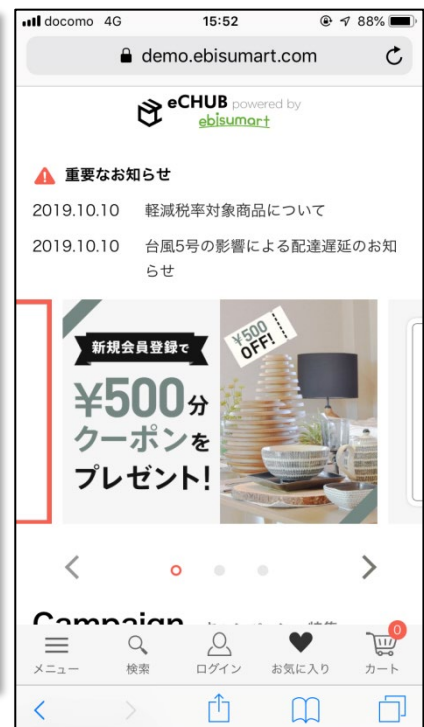 docomo 4G 15:52 88%
demo.ebisumart.com
eCHUB powered by
ebisumart
重要なお知らせ
2019.10.10 軽減税率対象商品について
2019.10.10 台風5号の影響による配達遅延のお知
らせ
新規会員登録で
¥500分
クーポンを
プレゼント!
¥500
OFF!
Campaign
0
メニュー 検索 ログイン お気に入り カート